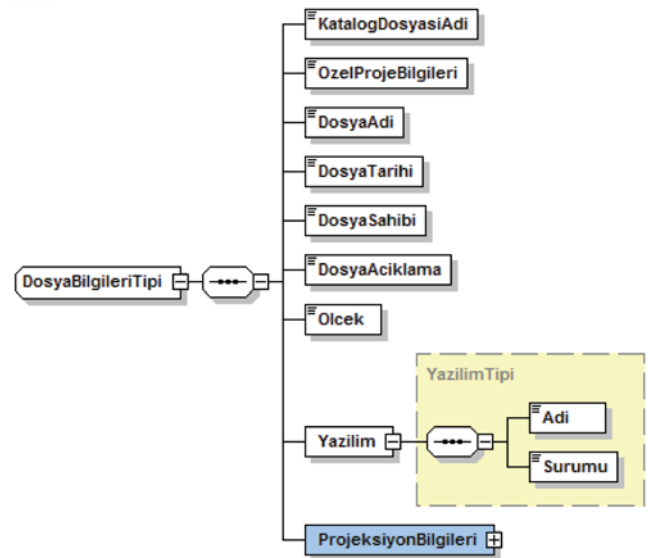 KatalogDosyasiAdi
OzelProjeBilgileri
DosyaAdi
DosyaTarihi
DosyaSahibi
DosyaBilgileriTipi
DosyaAciklama
Olcek
YazilimTipi
Yazilim
Adi
Surumu
ProjeksiyonBilgileri